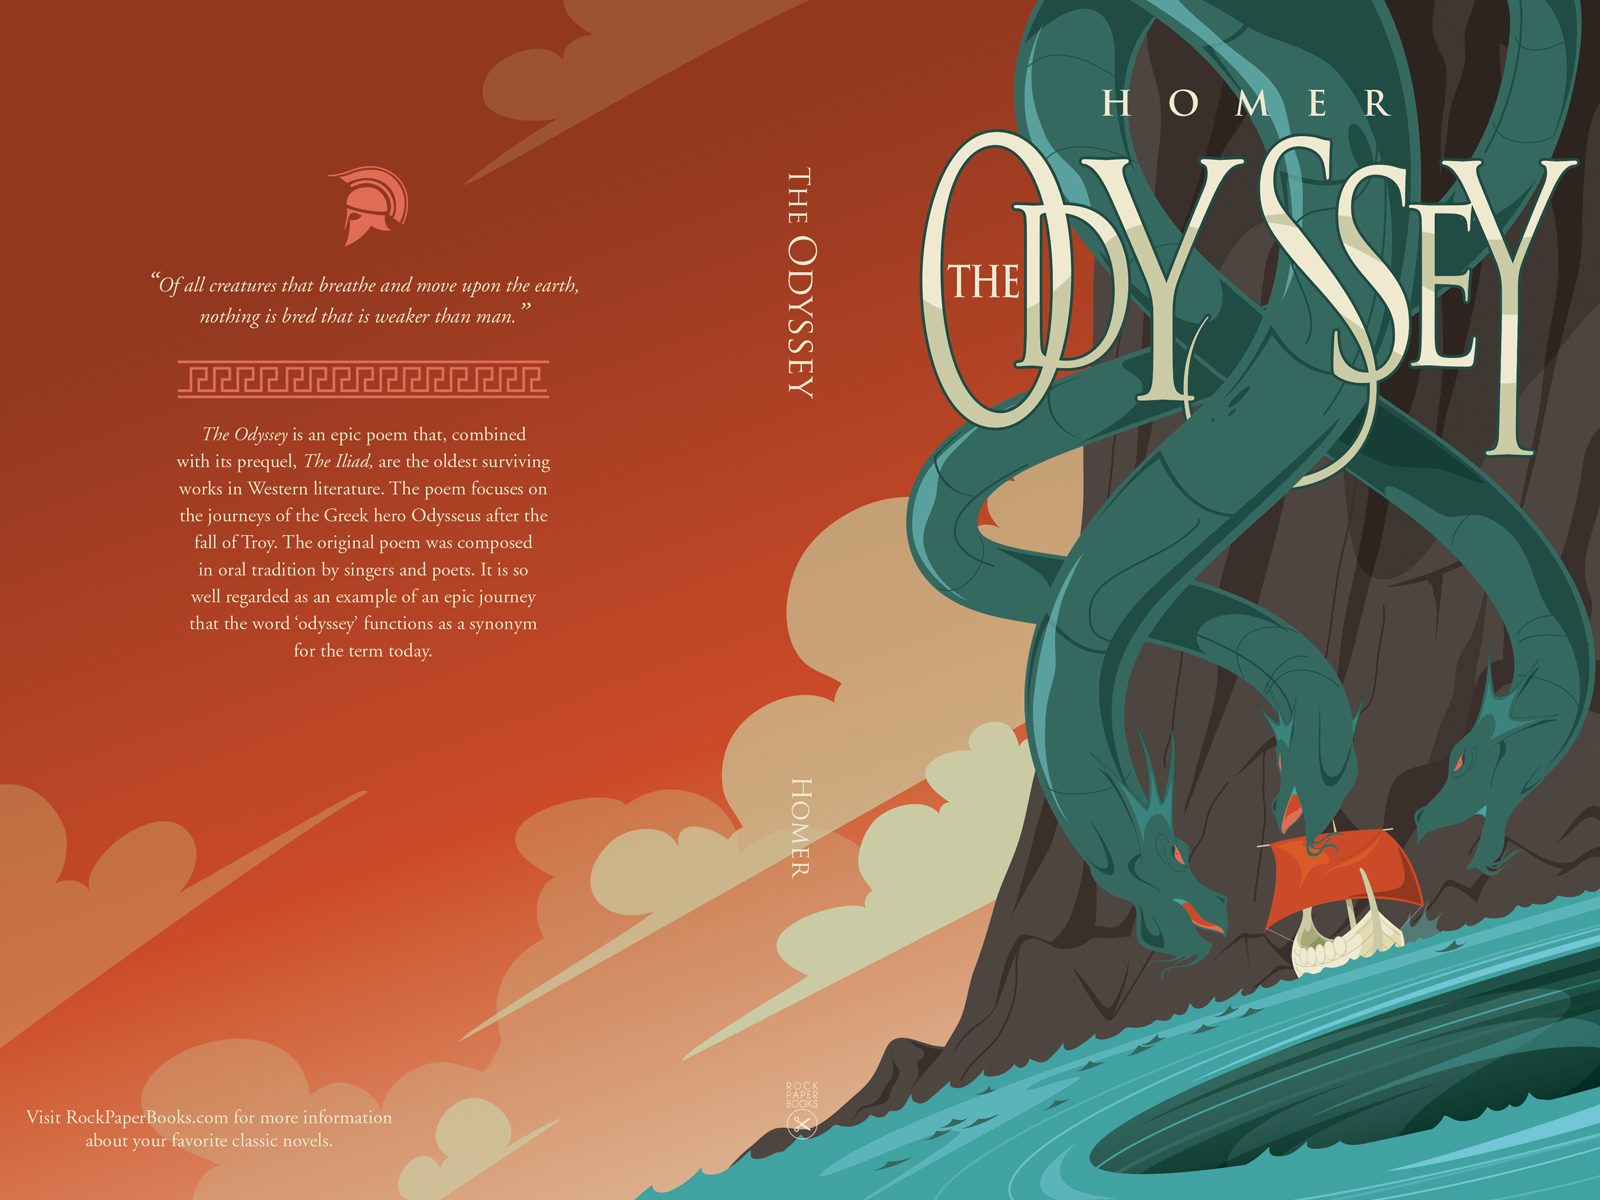 “Of all creatures that breathe and move upon the earth,
nothing is bred that is weaker than man.”
The Odyssey is an epic poem that, combined
with its prequel, The Iliad, are the oldest surviving
works in Western literature. The poem focuses on
the journeys of the Greek hero Odysseus after the
fall of Troy. The original poem was composed
in oral tradition by singers and poets. It is so
well regarded as an example of an epic journey
that the word ‘odyssey’ functions as a synonym
for the term today.
Visit RockPaperBooks.com for more information
about your favorite classic novels.
THE ODYSSEY
HOMER
ROCK
PAPER
BOOKS
HOMER
THE
ODYSSEY